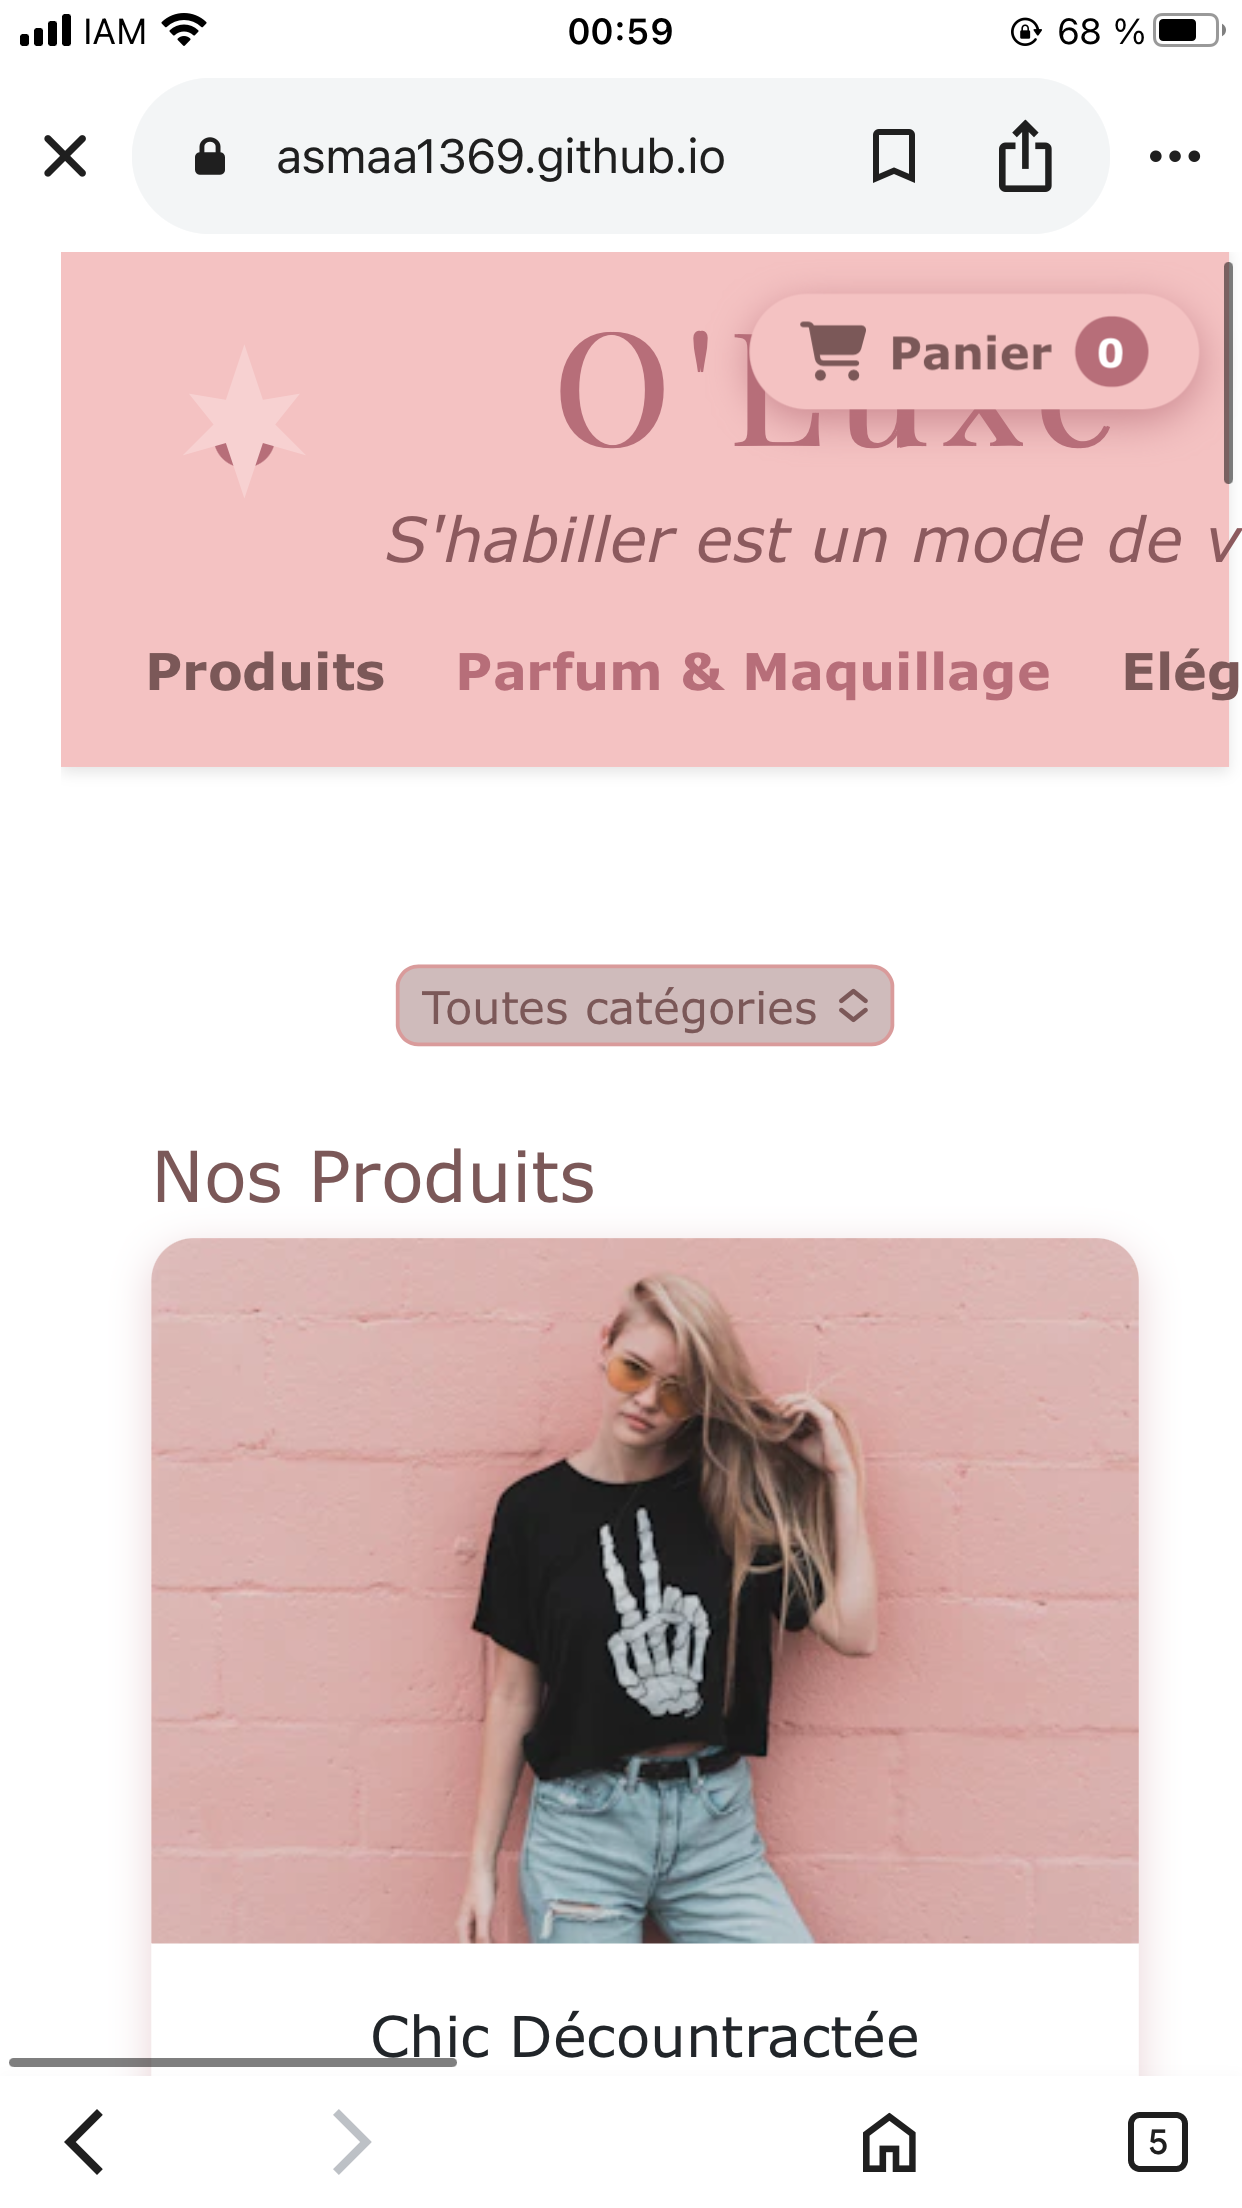 IAM 00:59 68 %
asmaa1369.github.io
Panier 0
O'Luxe
S'habiller est un mode de v
Produits Parfum & Maquillage Elég
Toutes catégories
Nos Produits
Chic Décountractée
5